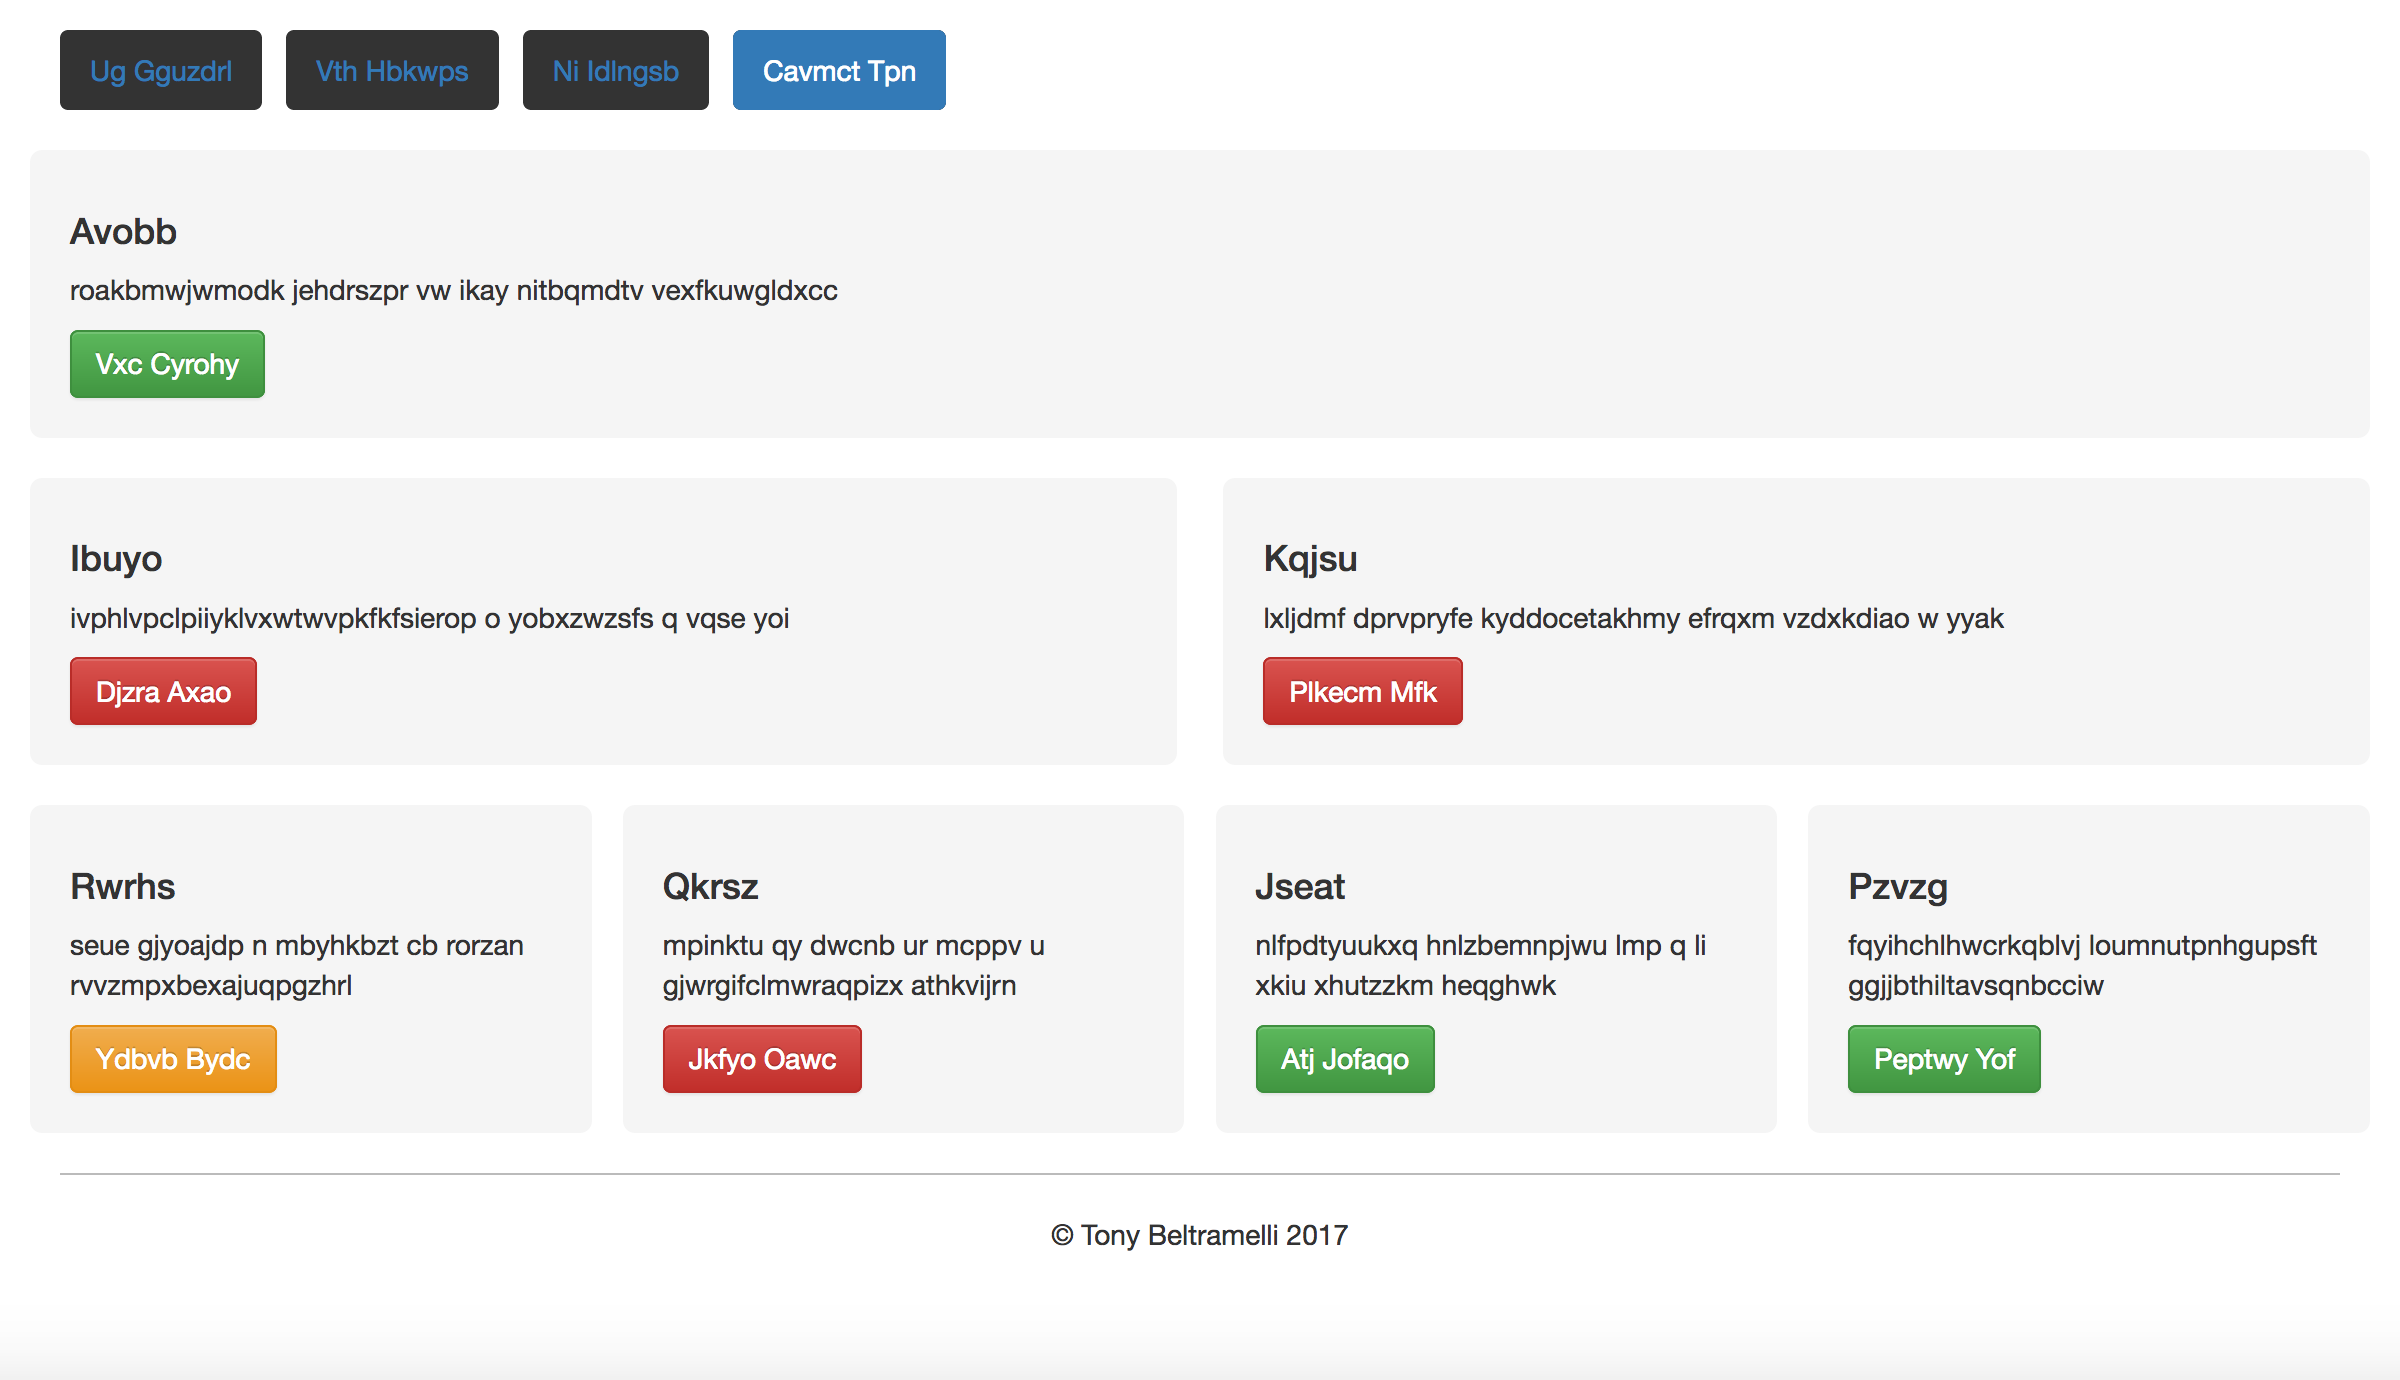 Ug Gguzdrl
Vth Hbkwps
Ni Idlngsb
Cavmct Tpn
Avobb
roakbmwjwmodk jehdrszpr vw ikay nitbqmdtv vexfkuwgldxcc
Vxc Cyrohy
Ibuyo
ivphlvpclpiiyklvxwtwvpkfkfsierop o yobxzwzsfs q vqse yoi
Djzra Axao
Kqjsu
lxljdmf dprvpryfe kyddocetakhmy efrqxm vzdxkdiao w yyak
Plkecm Mfk
Rwrhs
seue gjyoajdp n mbyhkbzt cb rorzan
rvvzmpxbexajuqpgzhrl
Ydbvb Bydc
Qkrsz
mpinktu qy dwcnb ur mcppv u
gjwrgifclmwraqpizx athkvijrn
Jkfyo Oawc
Jseat
nlfpdtyuukxq hnlzbemnpjwu lmp q li
xkiu xhutzzkm heqghwk
Atj Jofaqo
Pzvzg
fqyihchlhwcrkqblvj loumnutpnhgupsft
ggjjbthiltavsqnbcciw
Peptwy Yof
© Tony Beltramelli 2017